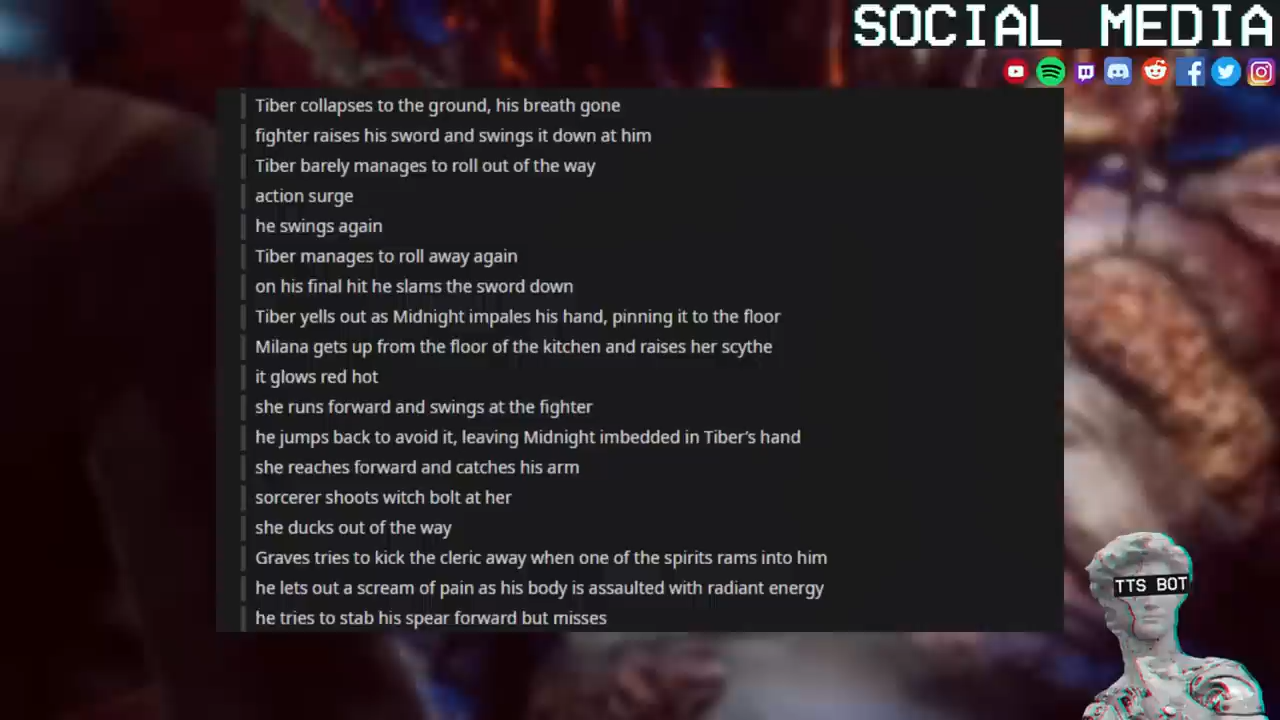 SOCIAL MEDIA
Tiber collapses to the ground, his breath gone
fighter raises his sword and swings it down at him
Tiber barely manages to roll out of the way
action surge
he swings again
Tiber manages to roll away again
on his final hit he slams the sword down
Tiber yells out as Midnight impales his hand, pinning it to the floor
Milana gets up from the floor of the kitchen and raises her scythe
it glows red hot
she runs forward and swings at the fighter
he jumps back to avoid it, leaving Midnight imbedded in Tiber’s hand
she reaches forward and catches his arm
sorcerer shoots witch bolt at her
she ducks out of the way
Graves tries to kick the cleric away when one of the spirits rams into him
he lets out a scream of pain as his body is assaulted with radiant energy
he tries to stab his spear forward but misses
TTS BOT